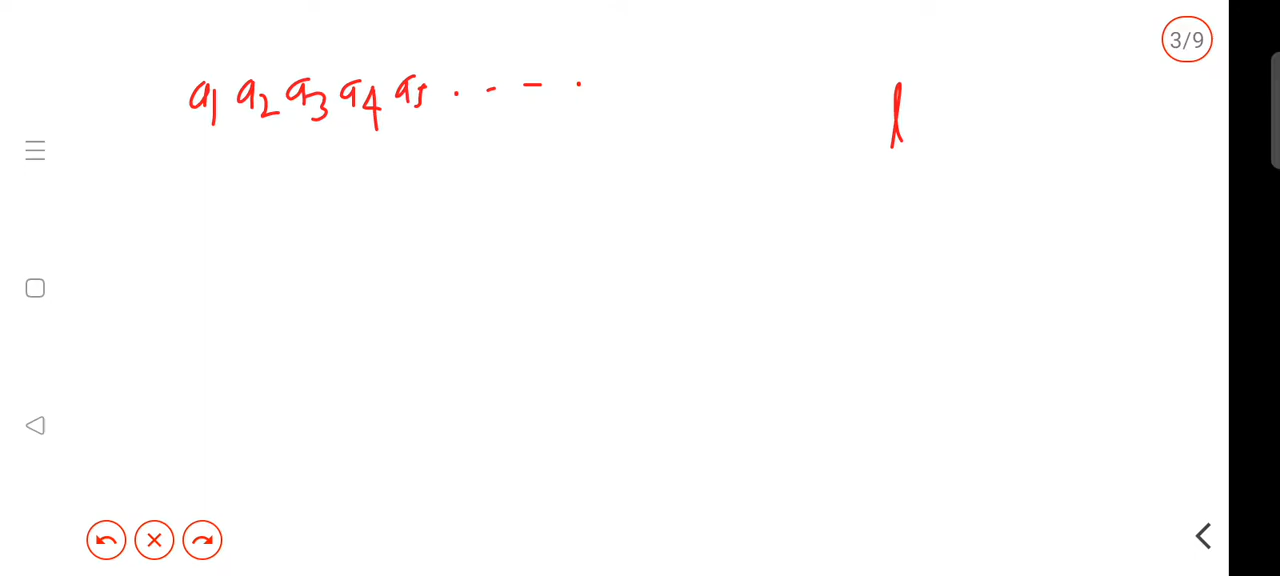 3/9
a1 a2 a3 a4 a5 . - - . l